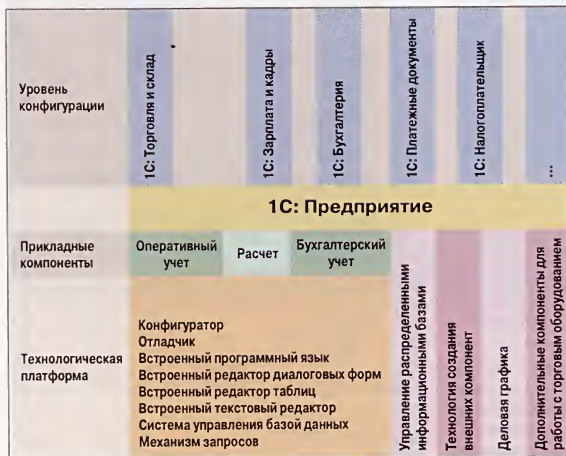 Уровень
конфигурации
1С: Торговля и склад
1С: Зарплата и кадры
1С: Бухгалтерия
1С: Платежные документы
1С: Налогоплательщик
...
1С: Предприятие
Прикладные
компоненты
Оперативный
учет
Расчет
Бухгалтерский
учет
Технологическая
платформа
Конфигуратор
Отладчик
Встроенный программный язык
Встроенный редактор диалоговых форм
Встроенный редактор таблиц
Встроенный текстовый редактор
Система управления базой данных
Механизм запросов
Управление распределенными
информационными базами
Технология создания
внешних компонент
Деловая графика
Дополнительные компоненты для
работы с торговым оборудованием